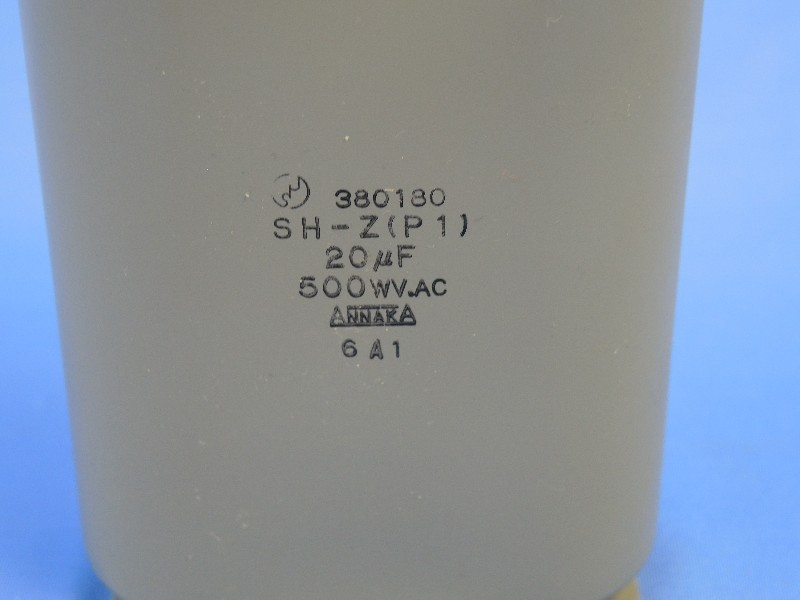 380180
SH-Z(P1)
20μF
500WV.AC
ANNAKA
6A1